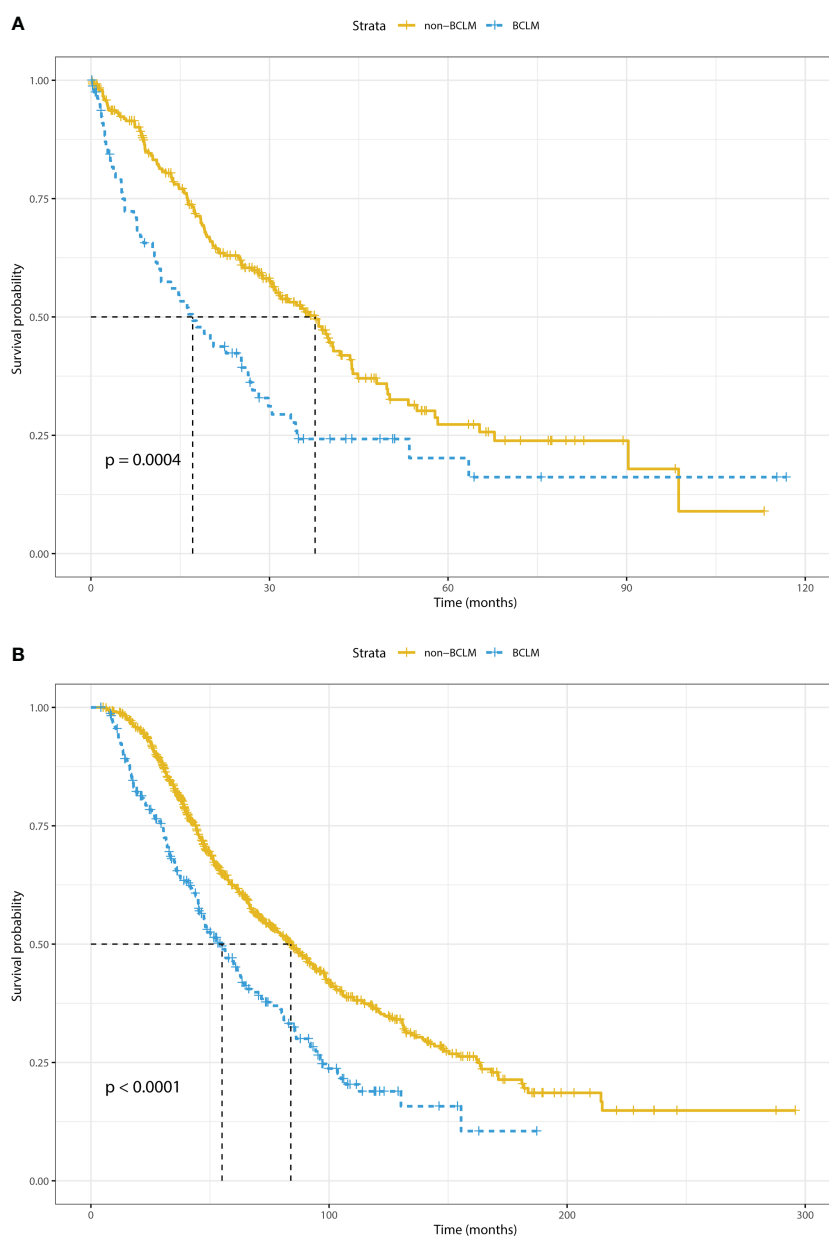 A
Strata non−BCLM BCLM
1.00
0.75
0.50
0.25
0.00
Survival probability
p = 0.0004
0 30 60 90 120
Time (months)
B
Strata non−BCLM BCLM
1.00
0.75
0.50
0.25
0.00
Survival probability
p < 0.0001
0 100 200 300
Time (months)